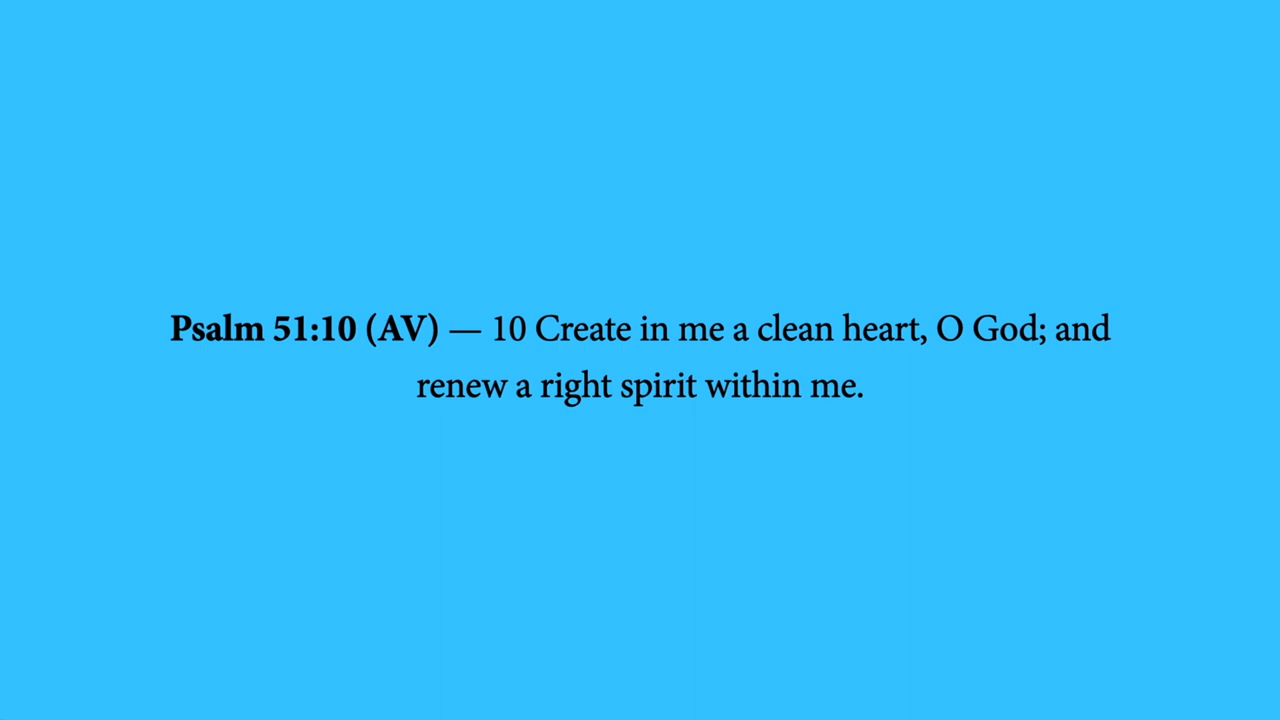 Psalm 51:10 (AV) — 10 Create in me a clean heart, O God; and
renew a right spirit within me.